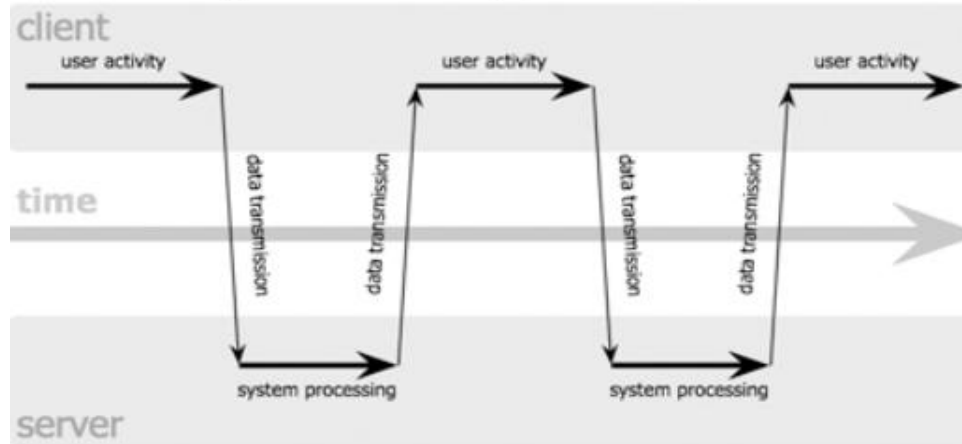 client
user activity
user activity
user activity
data transmission
data transmission
data transmission
data transmission
time
system processing
system processing
server